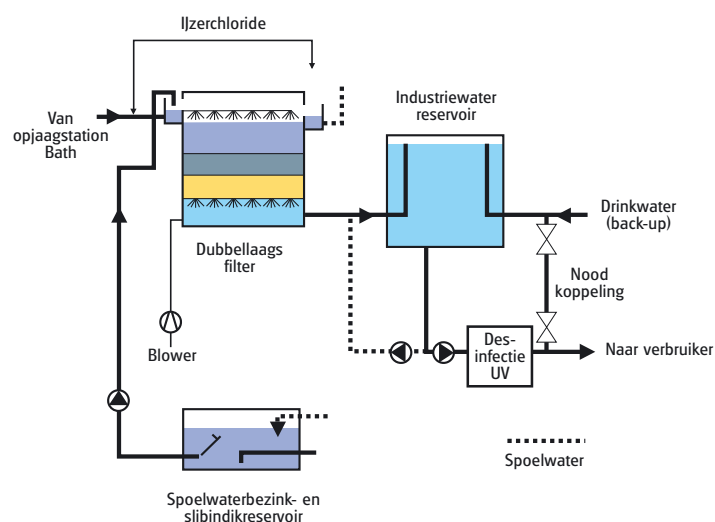 IJzerchloride
Van
opjaagstation
Bath
Industriewater
reservoir
Drinkwater
(back-up)
Dubbellaags
filter
Nood
koppeling
Blower
Des-
infectie
UV
Naar verbruiker
Spoelwater
Spoelwaterbezink- en
slibindikreservoir